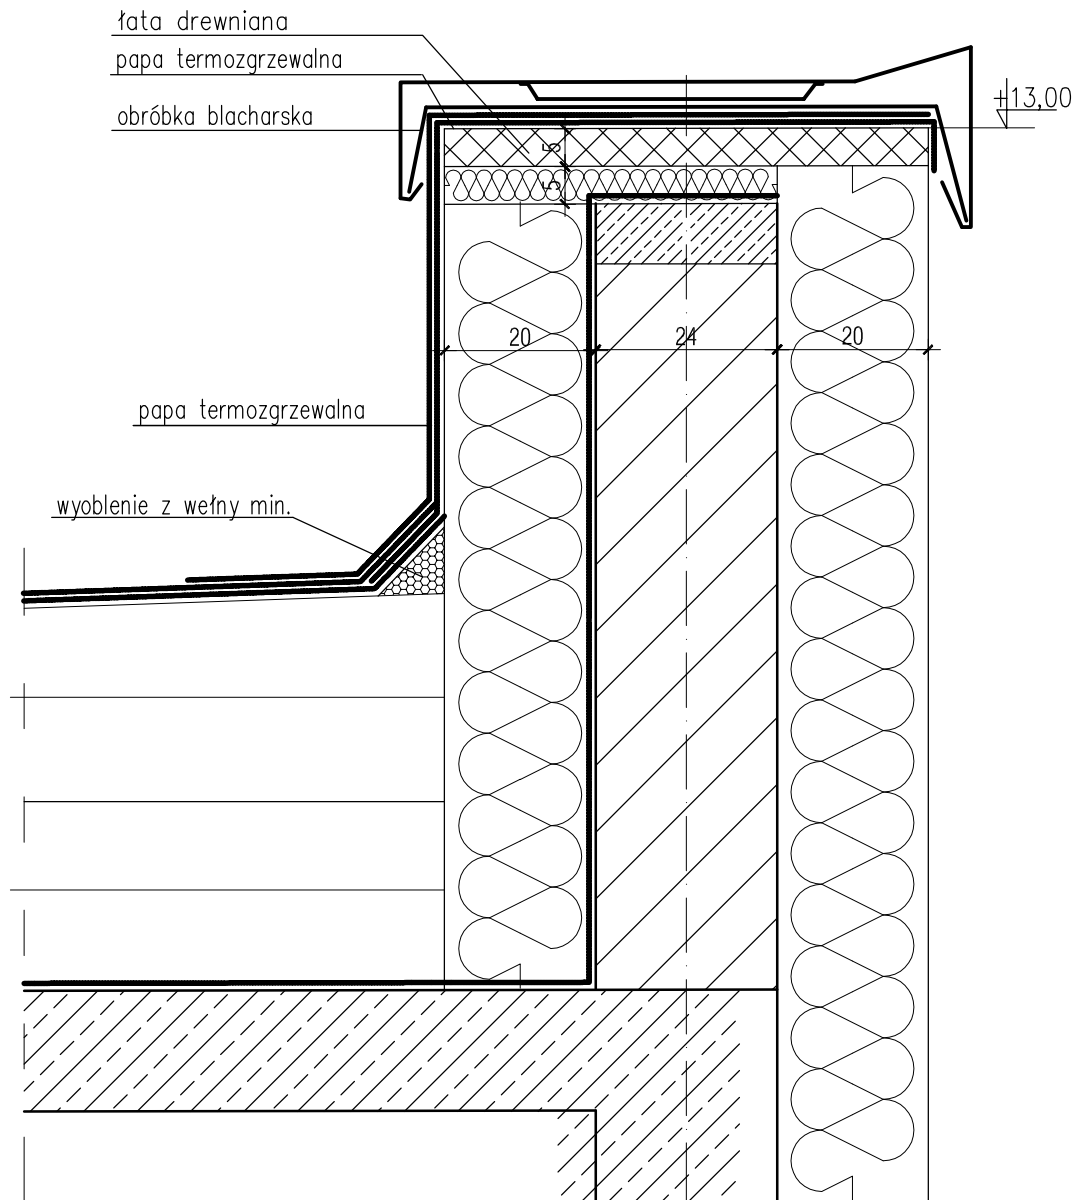 łata drewniana
papa termozgrzewalna
obróbka blacharska
+13,00
5
5
20
24
20
papa termozgrzewalna
wyoblenie z wełny min.